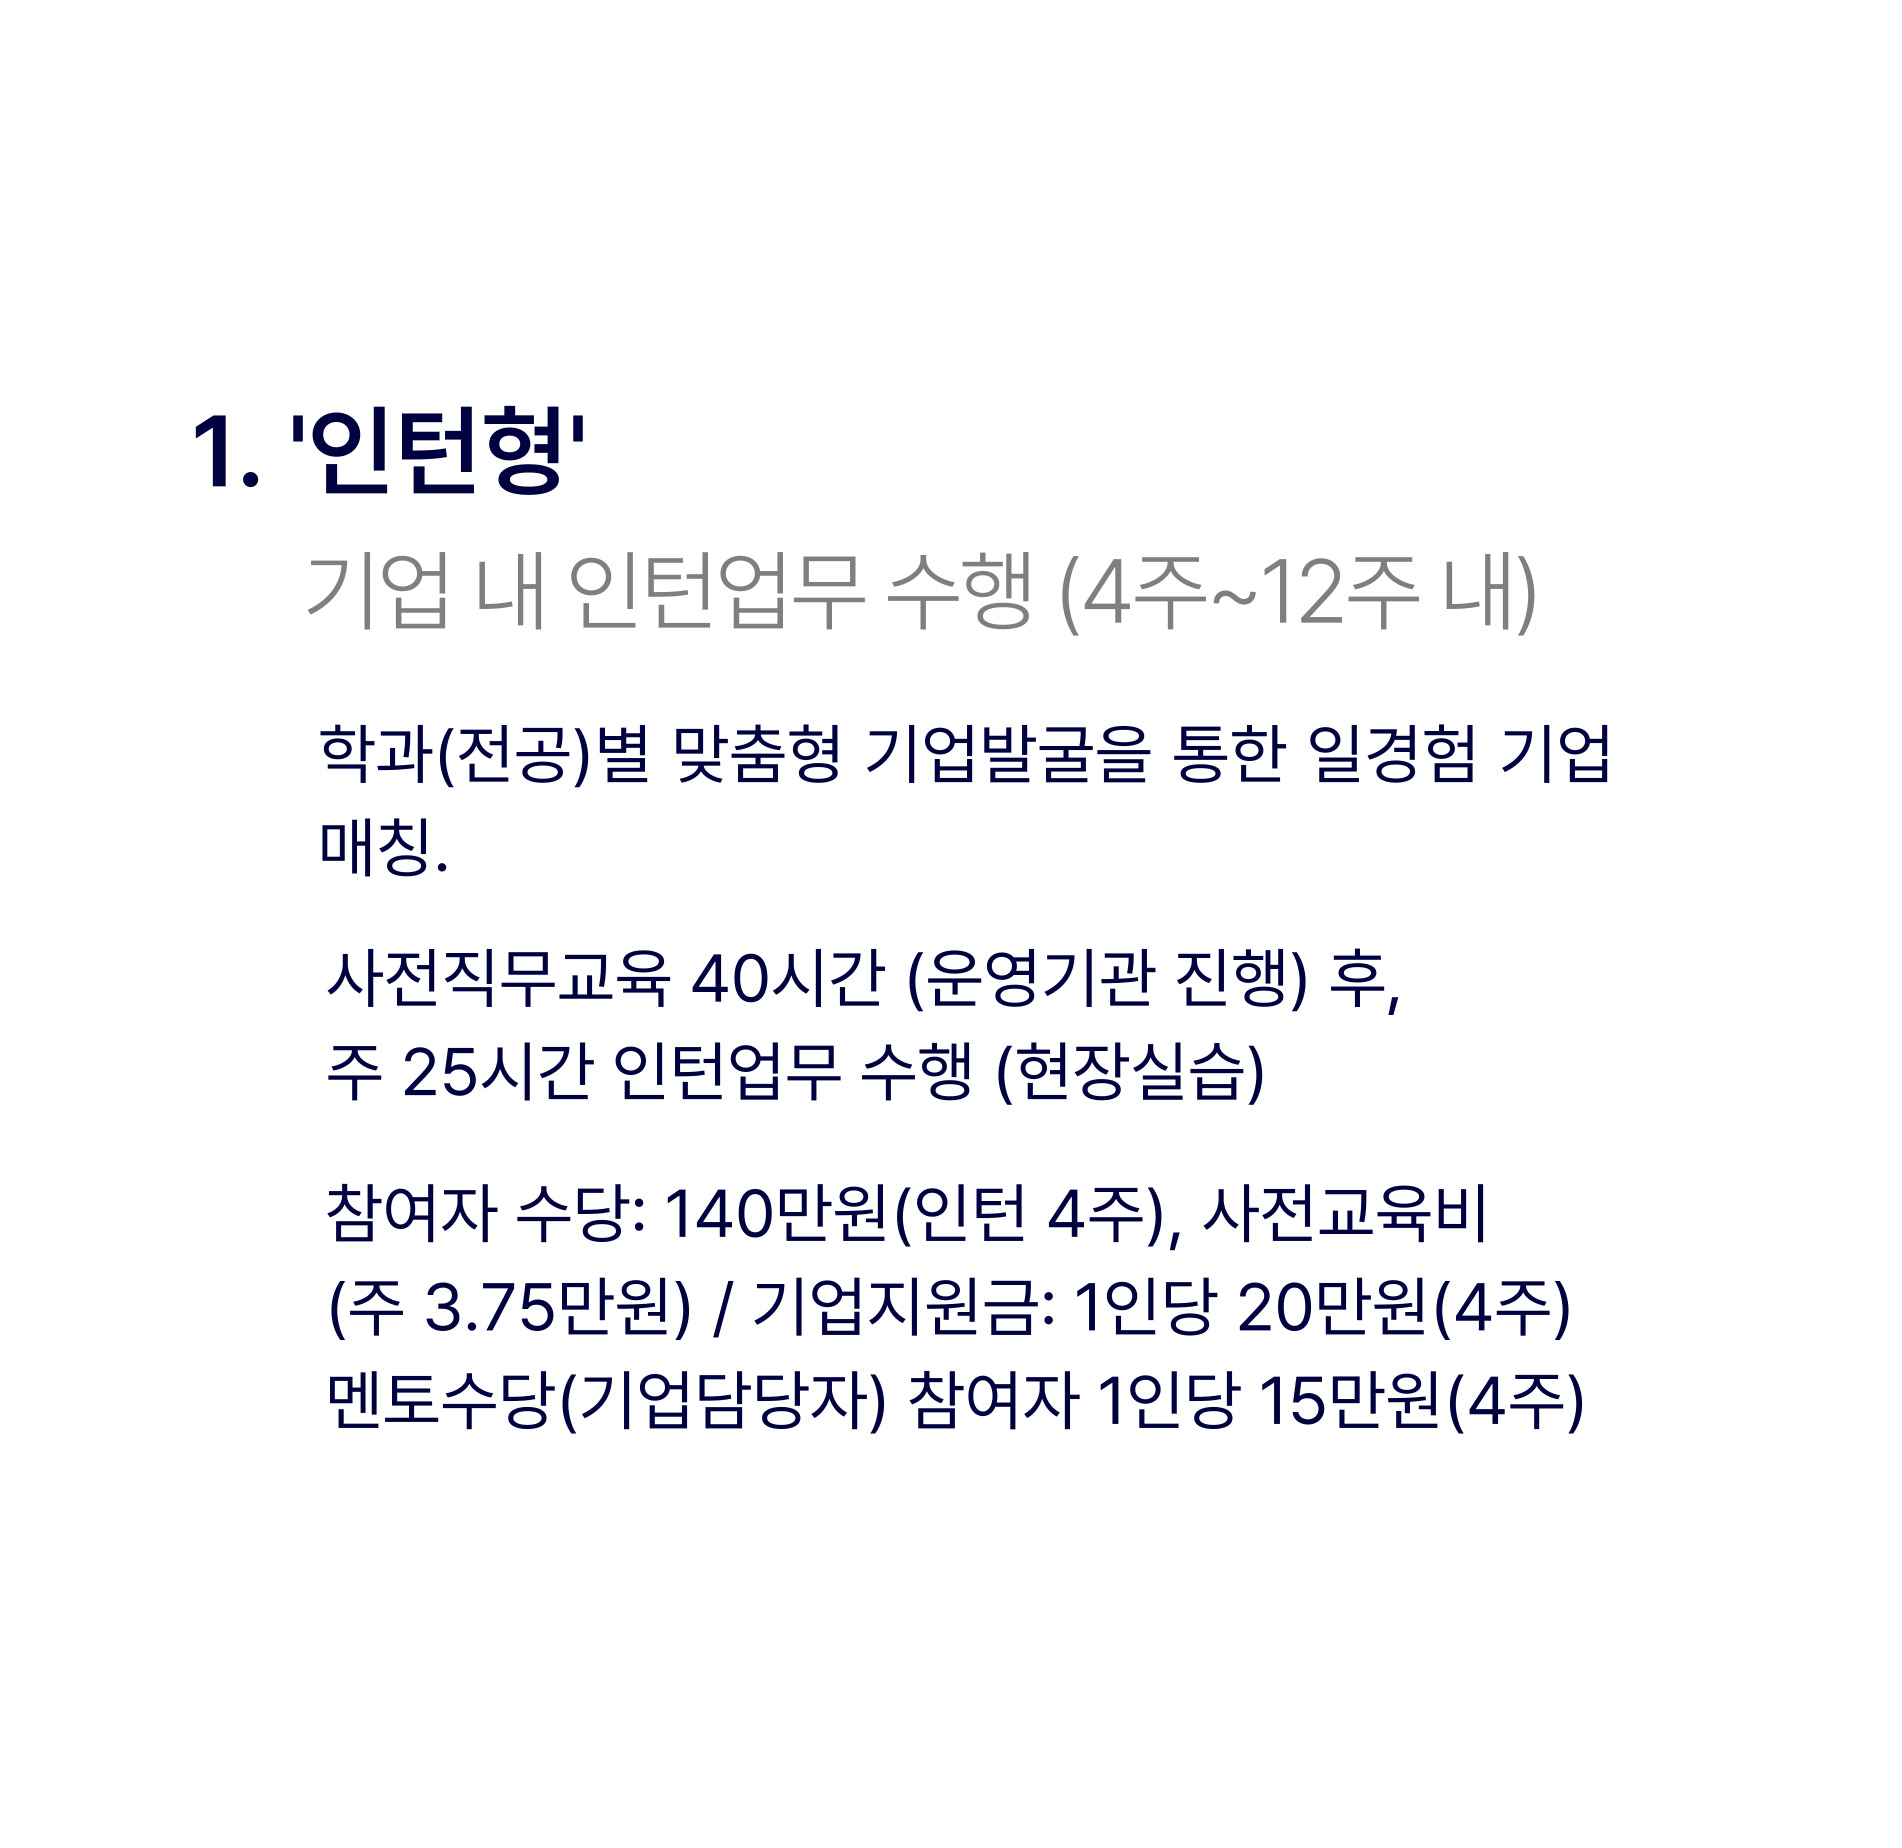 1. '인턴형'
기업 내 인턴업무 수행 (4주~12주 내)
학과(전공)별 맞춤형 기업발굴을 통한 일경험 기업
매칭.
사전직무교육 40시간 (운영기관 진행) 후,
주 25시간 인턴업무 수행 (현장실습)
참여자 수당: 140만원(인턴 4주), 사전교육비
(주 3.75만원) / 기업지원금: 1인당 20만원(4주)
멘토수당(기업담당자) 참여자 1인당 15만원(4주)